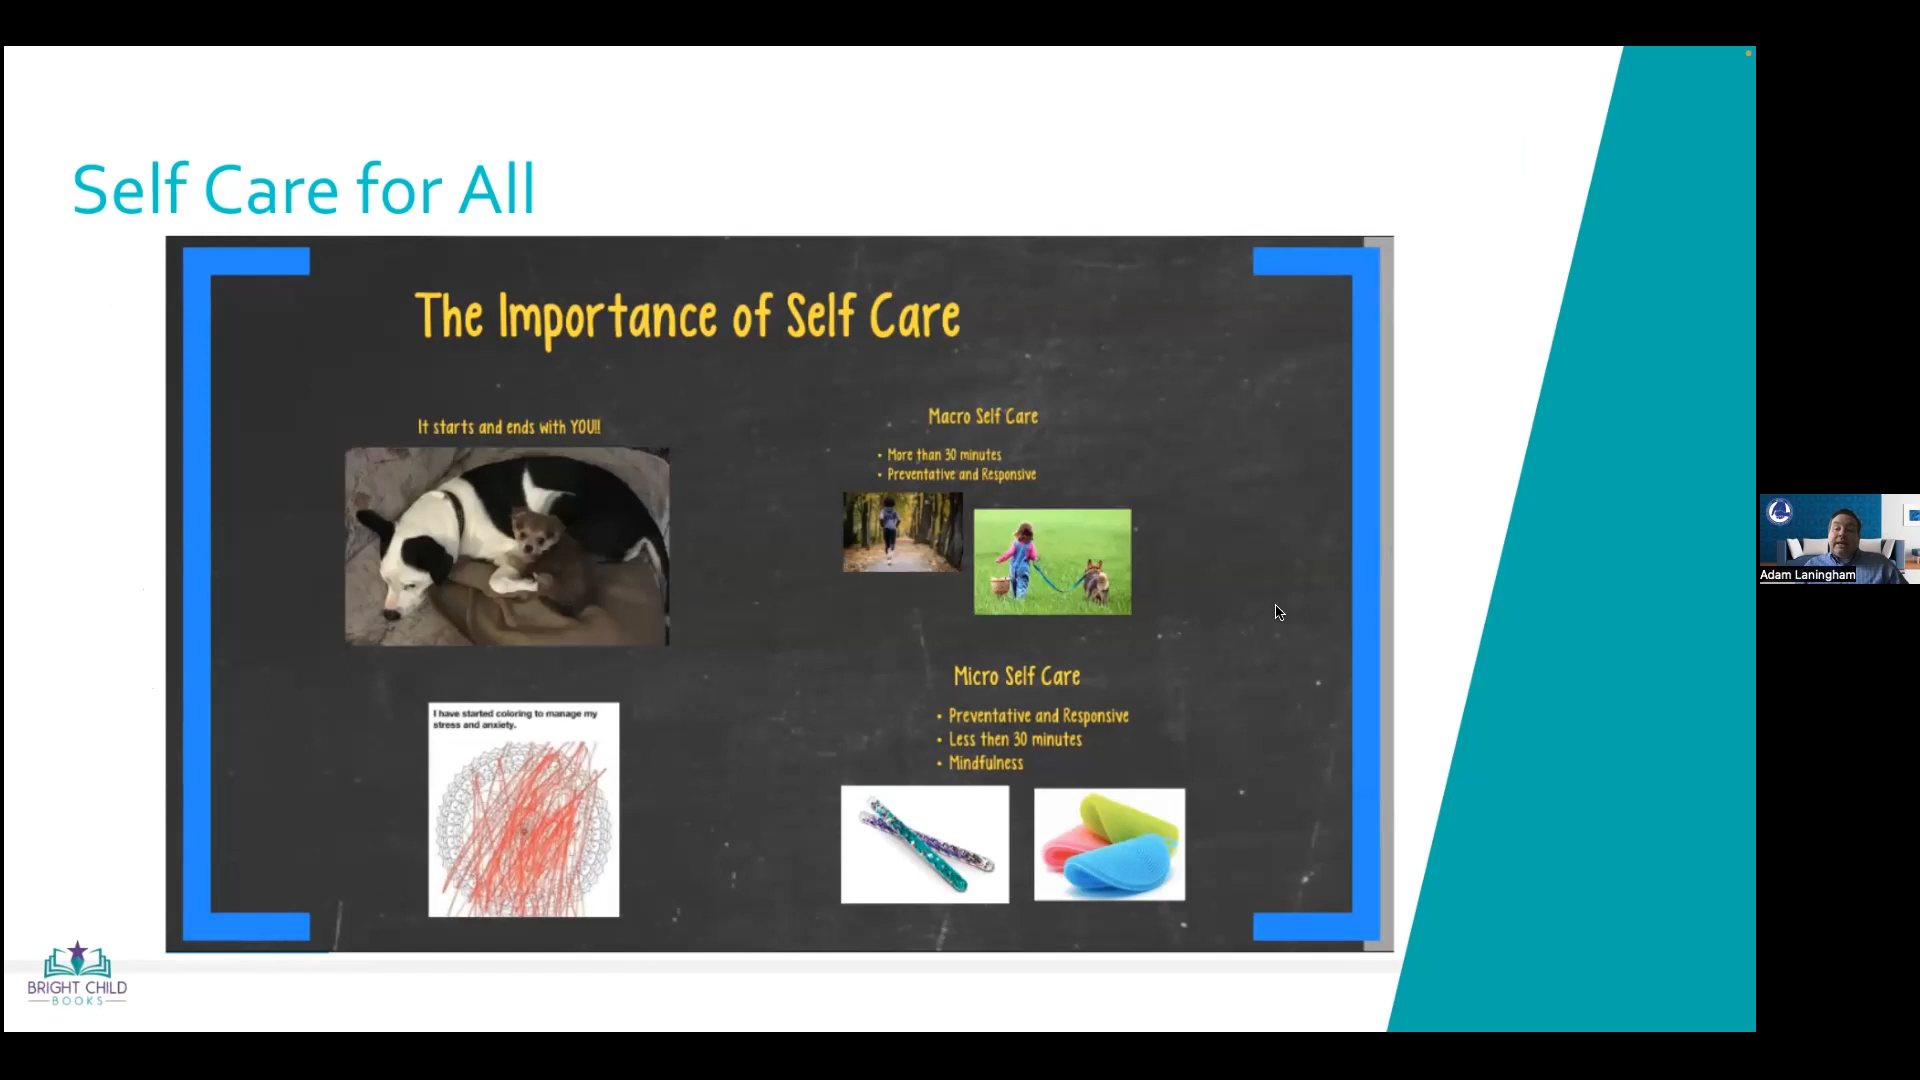 Self Care for All
The Importance of Self Care
It starts and ends with YOU!!
Macro Self Care
• More than 30 minutes
• Preventative and Responsive
Micro Self Care
• Preventative and Responsive
• Less then 30 minutes
• Mindfulness
I have started coloring to manage my
stress and anxiety.
BRIGHT CHILD
BOOKS
Adam Laningham